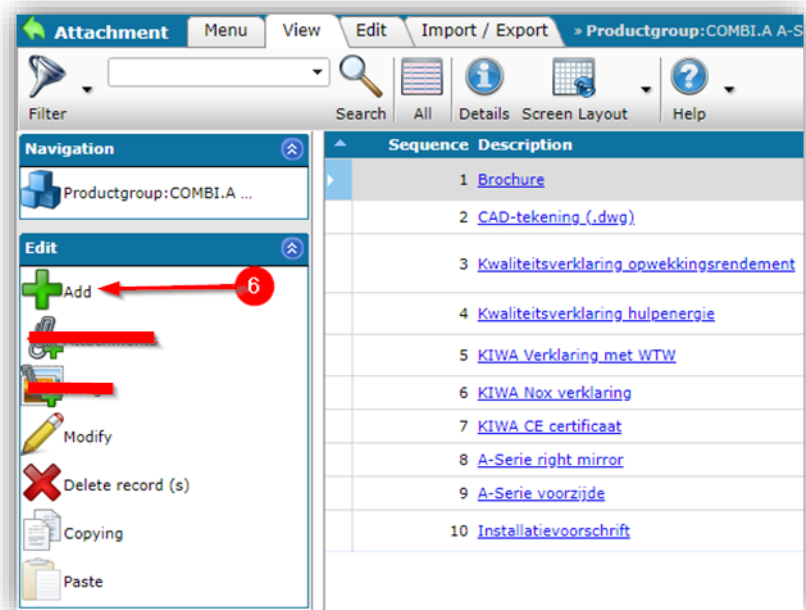 Attachment Menu View Edit Import / Export » Productgroup:COMBI.A A-S
Filter Search All Details Screen Layout Help
Navigation
Productgroup:COMBI.A ...
Edit
Add 6
Modify
Delete record (s)
Copying
Paste
Sequence Description
1 Brochure
2 CAD-tekening (.dwg)
3 Kwaliteitsverklaring opwekkingsrendement
4 Kwaliteitsverklaring hulpenergie
5 KIWA Verklaring met WTW
6 KIWA Nox verklaring
7 KIWA CE certificaat
8 A-Serie right mirror
9 A-Serie voorzijde
10 Installatievoorschrift